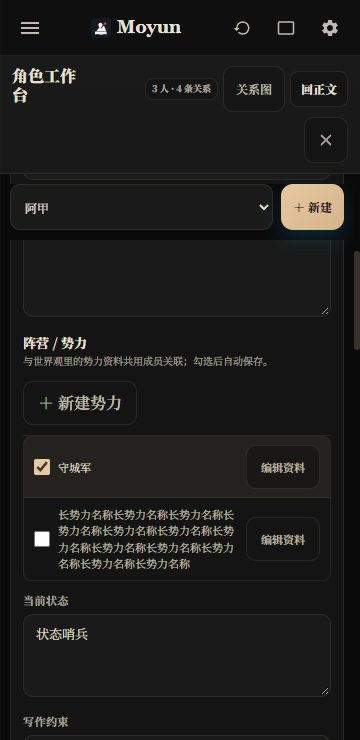 Moyun
角色工作
台
3 人 · 4 条关系
关系图
回正文
阿甲
＋ 新建
阵营 / 势力
与世界观里的势力资料共用成员关联；勾选后自动保存。
＋ 新建势力
守城军
编辑资料
长势力名称长势力名称长势力名称长
势力名称长势力名称长势力名称长势
力名称长势力名称长势力名称长势力
名称长势力名称长势力名称
编辑资料
当前状态
状态哨兵
写作约束